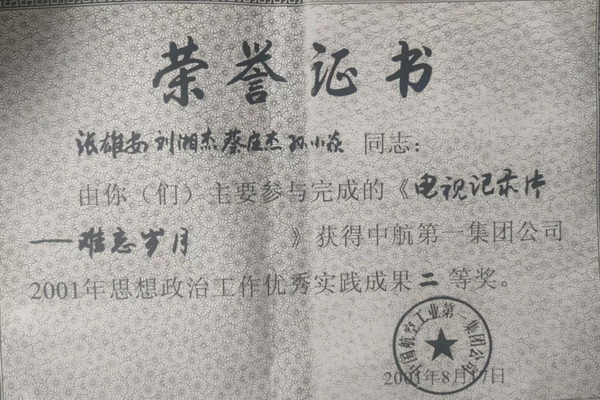 荣誉证书
张雄安 刘湘杰 蔡建杰 孙小葵 同志：
由你（们）主要参与完成的《电视记录片
——难忘岁月》获得中航第一集团公司
2001年思想政治工作优秀实践成果二等奖。
中国航空工业第一集团公司
2001年8月17日